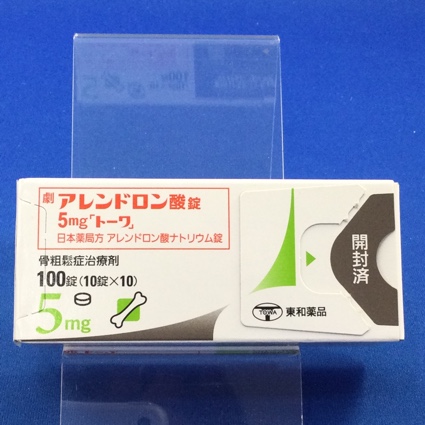 劇 アレンドロン酸錠
5mg「トーワ」
日本薬局方 アレンドロン酸ナトリウム錠
骨粗鬆症治療剤
100錠(10錠×10)
5mg
開封済
TOWA 東和薬品